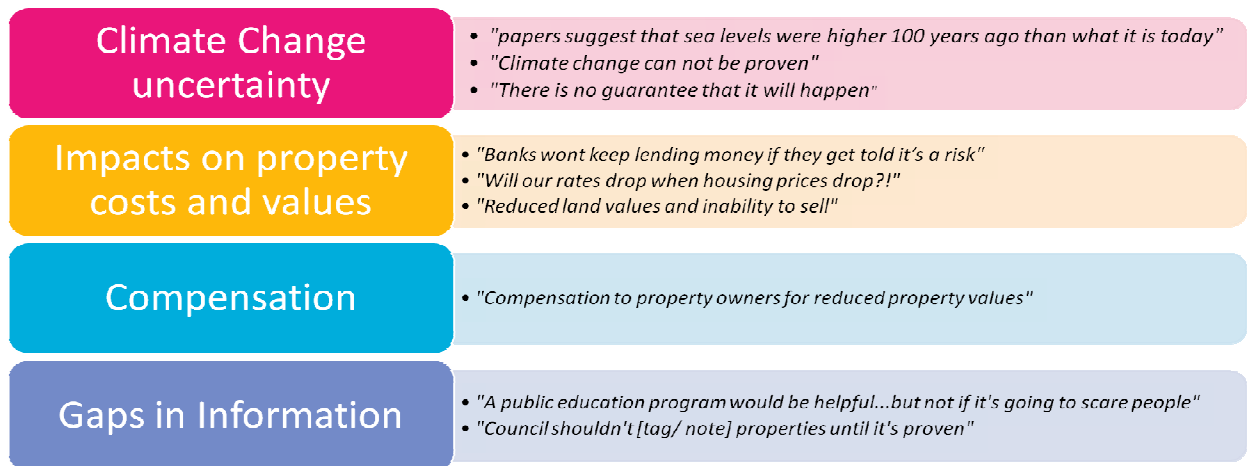 Climate Change
uncertainty
• "papers suggest that sea levels were higher 100 years ago than what it is today"
• "Climate change can not be proven"
• "There is no guarantee that it will happen"
Impacts on property
costs and values
• "Banks wont keep lending money if they get told it's a risk"
• "Will our rates drop when housing prices drop?!"
• "Reduced land values and inability to sell"
Compensation
• "Compensation to property owners for reduced property values"
Gaps in Information
• "A public education program would be helpful...but not if it's going to scare people"
• "Council shouldn't [tag/ note] properties until it's proven"